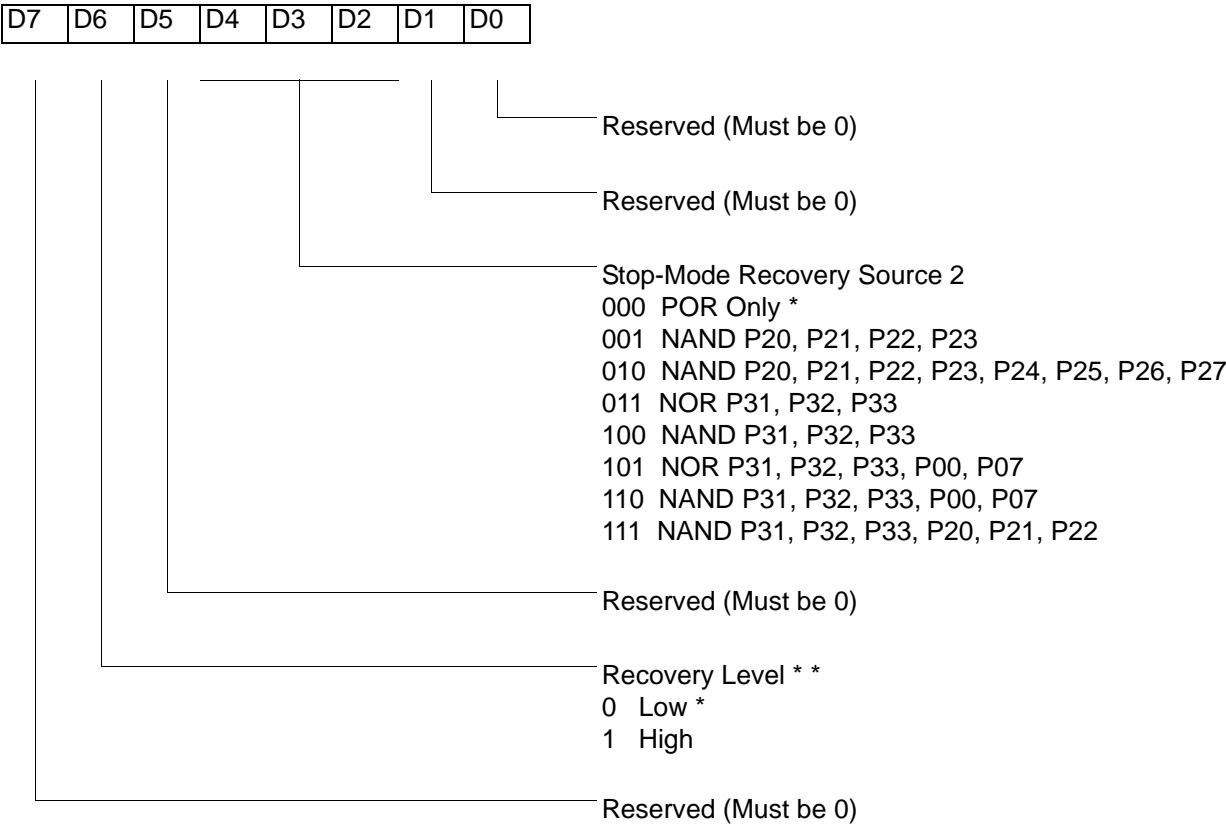 D7 D6 D5 D4 D3 D2 D1 D0
Reserved (Must be 0)
Reserved (Must be 0)
Stop-Mode Recovery Source 2
000 POR Only *
001 NAND P20, P21, P22, P23
010 NAND P20, P21, P22, P23, P24, P25, P26, P27
011 NOR P31, P32, P33
100 NAND P31, P32, P33
101 NOR P31, P32, P33, P00, P07
110 NAND P31, P32, P33, P00, P07
111 NAND P31, P32, P33, P20, P21, P22
Reserved (Must be 0)
Recovery Level * *
0 Low *
1 High
Reserved (Must be 0)